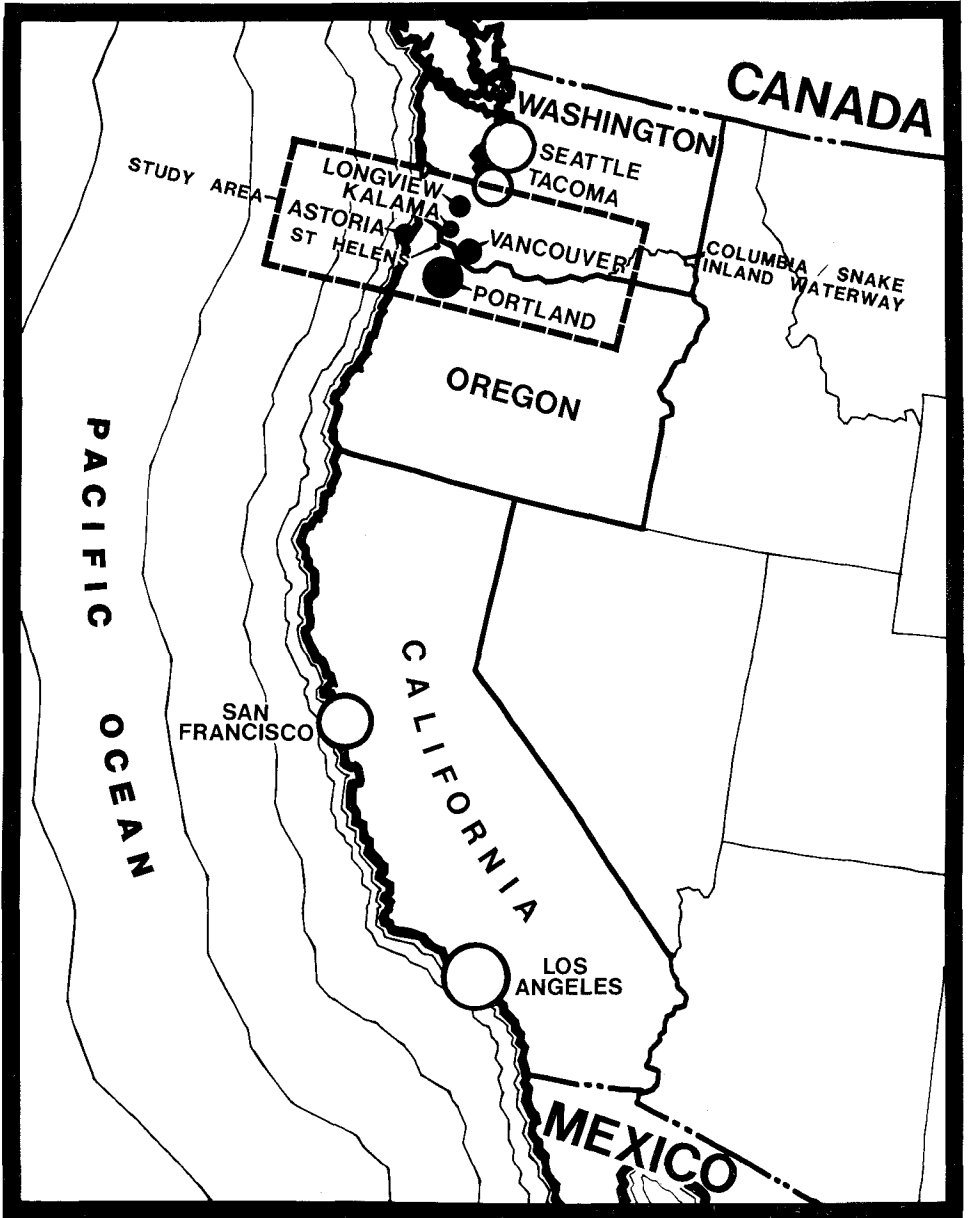 CANADA
WASHINGTON
SEATTLE
TACOMA
STUDY AREA
LONGVIEW
KALAMA
ASTORIA
ST HELENS
VANCOUVER
COLUMBIA / SNAKE
INLAND WATERWAY
PORTLAND
OREGON
PACIFIC
OCEAN
CALIFORNIA
SAN
FRANCISCO
LOS
ANGELES
MEXICO